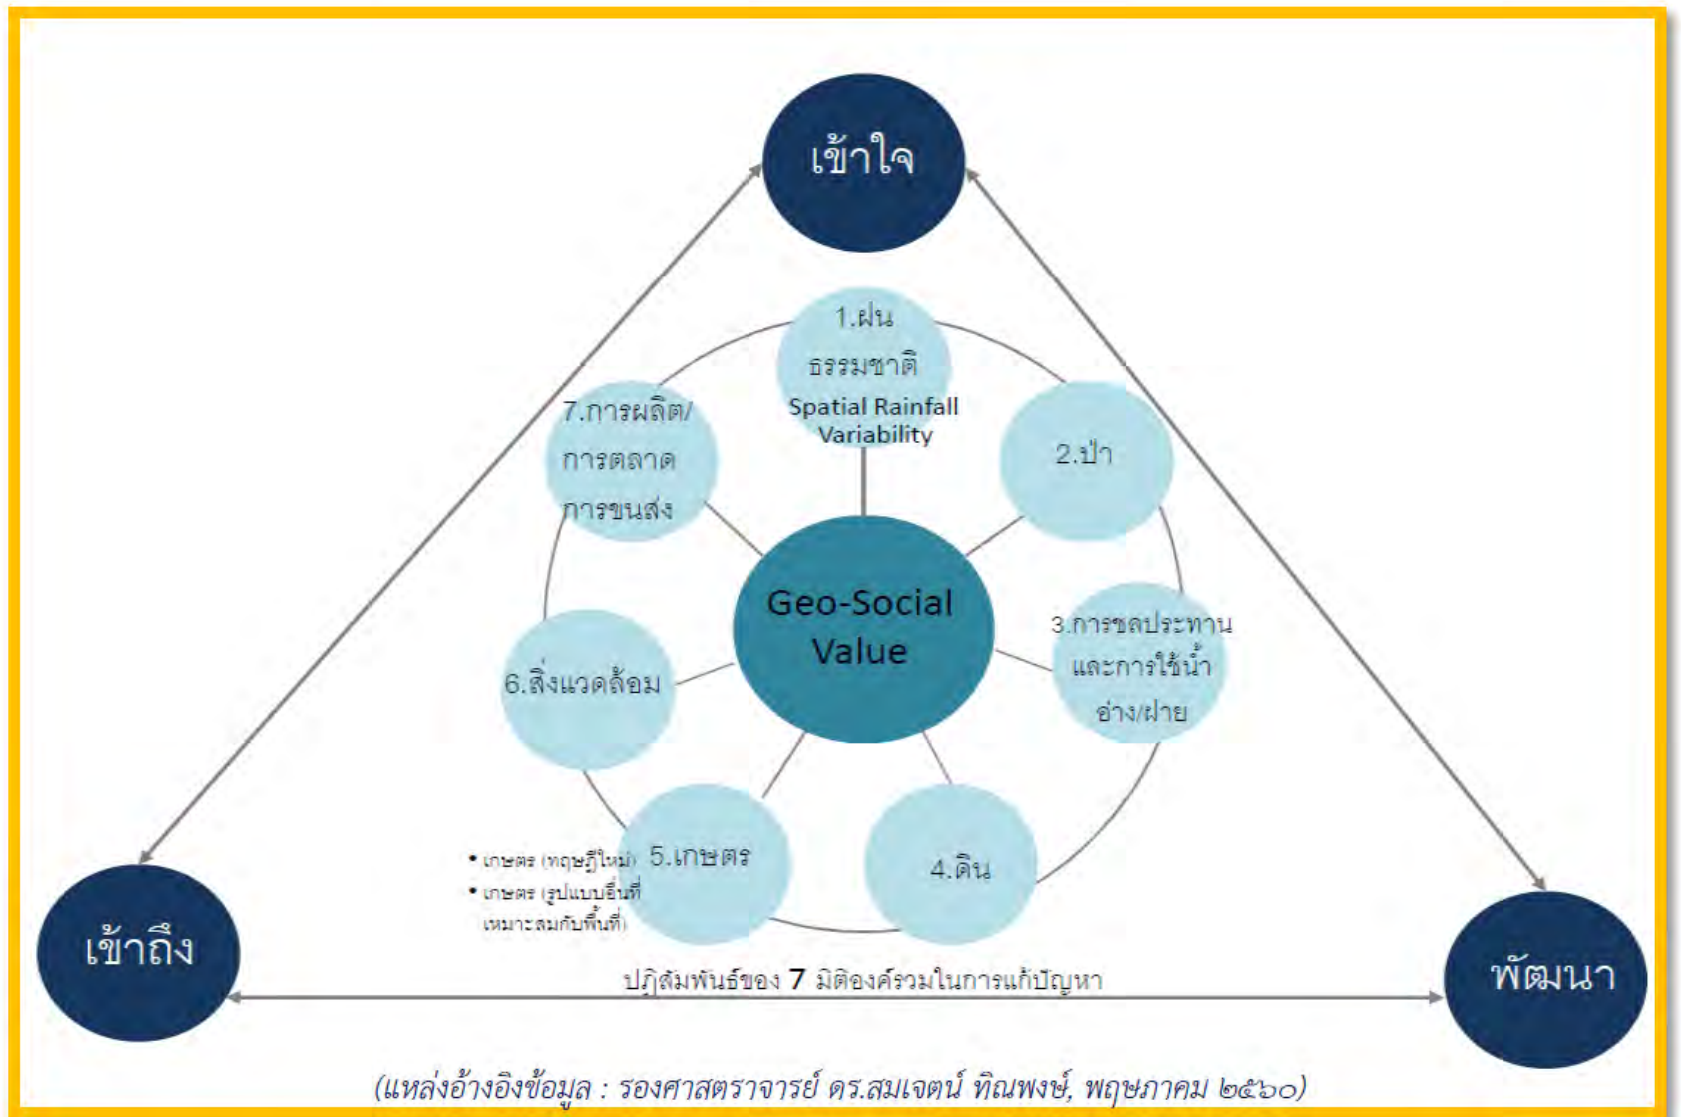 เข้าใจ
1.ฝน
ธรรมชาติ
Spatial Rainfall
Variability
2.ป่า
3.การชลประทาน
และการใช้น้ำ
อ่าง/ฝาย
4.ดิน
5.เกษตร
• เกษตร (ทฤษฎีใหม่)
• เกษตร (รูปแบบอื่นที่
เหมาะสมกับพื้นที่)
6.สิ่งแวดล้อม
7.การผลิต/
การตลาด
การขนส่ง
Geo-Social
Value
เข้าถึง
พัฒนา
ปฏิสัมพันธ์ของ 7 มิติองค์รวมในการแก้ปัญหา
(แหล่งอ้างอิงข้อมูล : รองศาสตราจารย์ ดร.สมเจตน์ ทิณพงษ์, พฤษภาคม ๒๕๖๐)